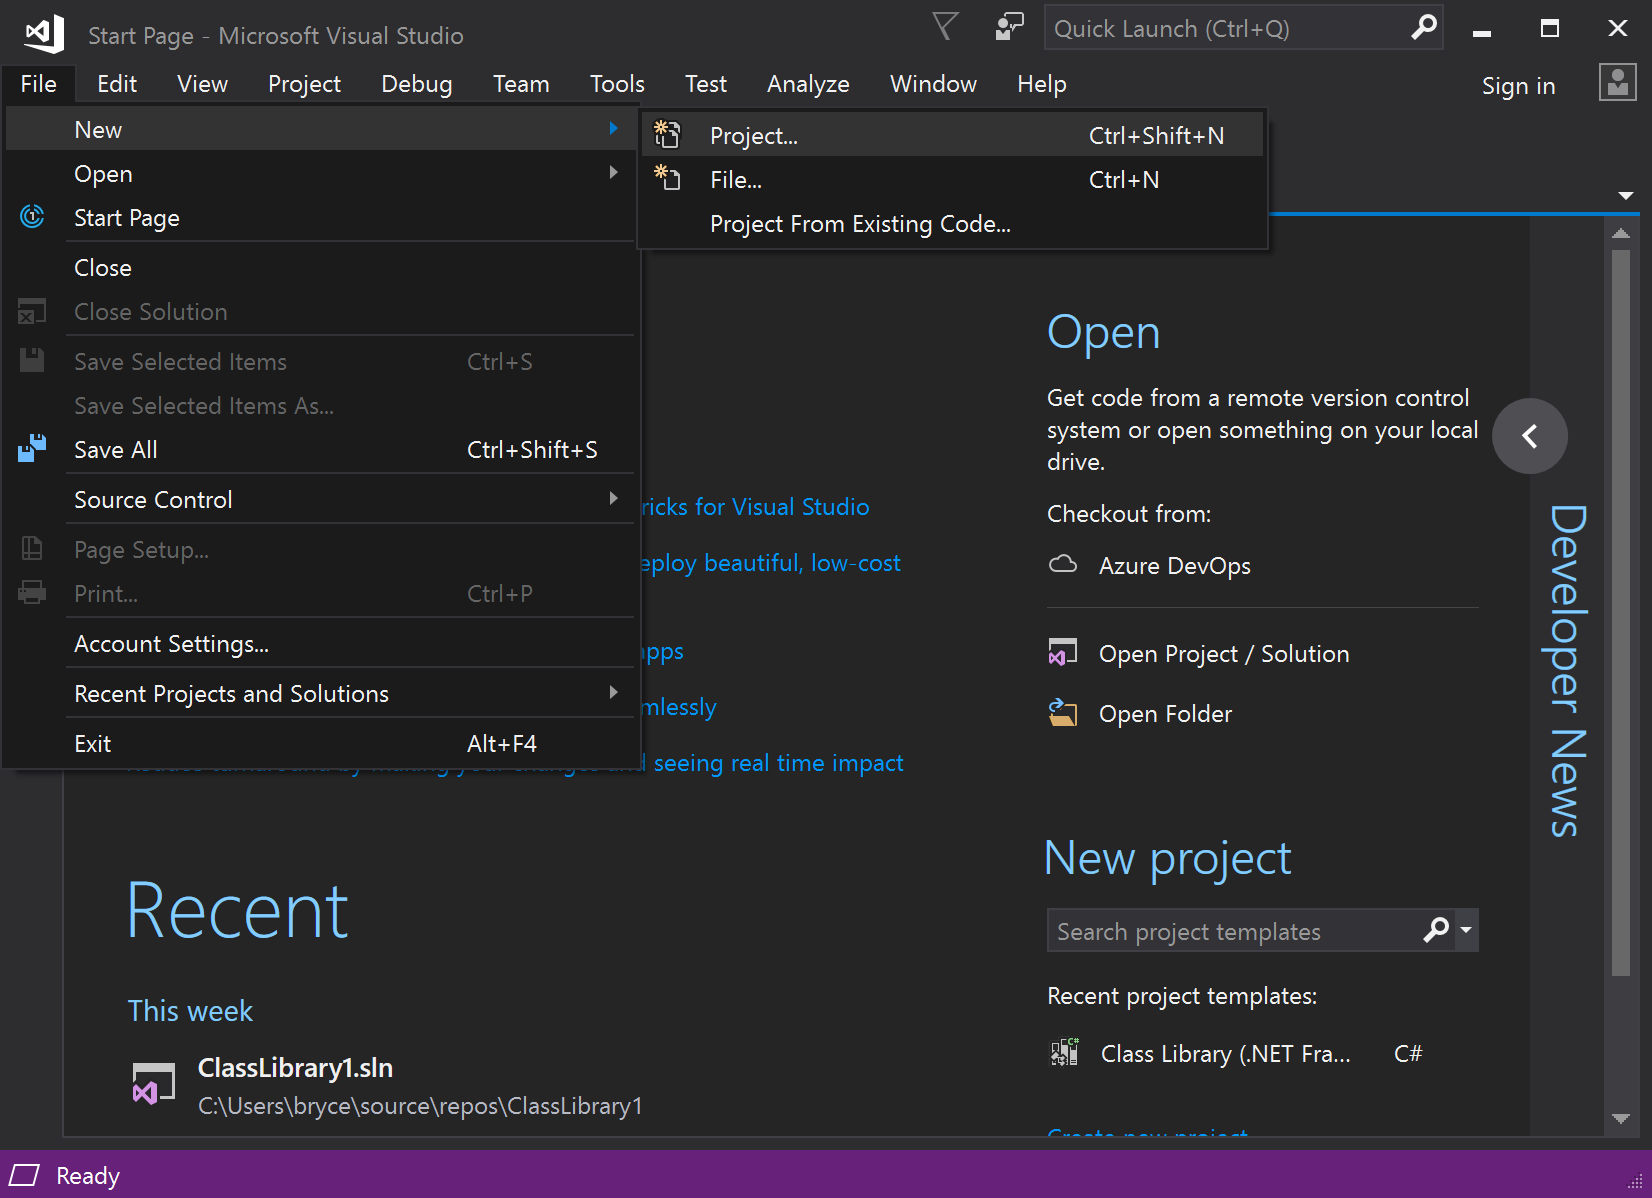 Start Page - Microsoft Visual Studio
Quick Launch (Ctrl+Q)
File Edit View Project Debug Team Tools Test Analyze Window Help
Sign in
New
Open
Start Page
Close
Close Solution
Save Selected Items Ctrl+S
Save Selected Items As...
Save All Ctrl+Shift+S
Source Control
Page Setup...
Print... Ctrl+P
Account Settings...
Recent Projects and Solutions
Exit Alt+F4
Project... Ctrl+Shift+N
File... Ctrl+N
Project From Existing Code...
for Visual Studio
beautiful, low-cost
seeing real time impact
Recent
This week
ClassLibrary1.sln
C:\Users\bryce\source\repos\ClassLibrary1
Open
Get code from a remote version control
system or open something on your local
drive.
Checkout from:
Azure DevOps
Open Project / Solution
Open Folder
New project
Search project templates
Recent project templates:
Class Library (.NET Fra... C#
Create new project
Developer News
Ready